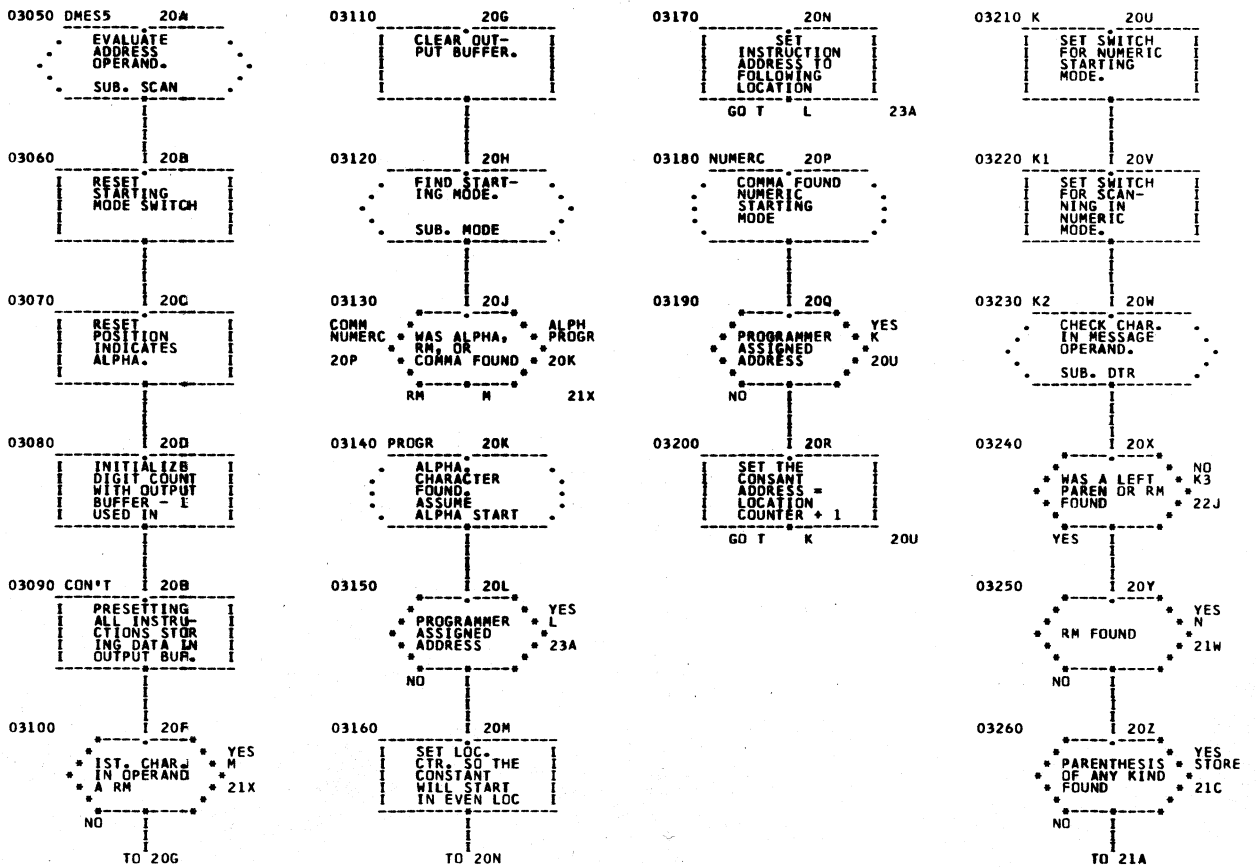 03050 DMES5 20A
EVALUATE
ADDRESS
OPERAND.
SUB. SCAN
03060 20B
RESET
STARTING
MODE SWITCH
03070 20C
RESET
POSITION
INDICATES
ALPHA.
03080 20D
INITIALIZE
DIGIT COUNT
WITH OUTPUT
BUFFER - 1
USED IN
03090 CON'T 20B
PRESETTING
ALL INSTRU-
CTIONS STOR
ING DATA IN
OUTPUT BUF.
03100 20F
IST. CHAR.
IN OPERAND
A RM
YES
M
21X
NO
TO 20G
03110 20G
CLEAR OUT-
PUT BUFFER.
03120 20H
FIND START-
ING MODE.
SUB. MODE
03130 20J
COMM
NUMERC
20P
WAS ALPHA,
RM, OR
COMMA FOUND
ALPH
PROGR
20K
RM M 21X
03140 PROGR 20K
ALPHA.
CHARACTER
FOUND.
ASSUME
ALPHA START
03150 20L
PROGRAMMER
ASSIGNED
ADDRESS
YES
L
23A
NO
03160 20M
SET LOC.
CTR. SO THE
CONSTANT
WILL START
IN EVEN LOC
TO 20N
03170 20N
SET
INSTRUCTION
ADDRESS TO
FOLLOWING
LOCATION
GO T L 23A
03180 NUMERC 20P
COMMA FOUND
NUMERIC
STARTING
MODE
03190 20Q
PROGRAMMER
ASSIGNED
ADDRESS
YES
K
20U
NO
03200 20R
SET THE
CONSANT
ADDRESS =
LOCATION
COUNTER + 1
GO T K 20U
03210 K 20U
SET SWITCH
FOR NUMERIC
STARTING
MODE.
03220 K1 20V
SET SWITCH
FOR SCAN-
NING IN
NUMERIC
MODE.
03230 K2 20W
CHECK CHAR.
IN MESSAGE
OPERAND.
SUB. DTR
03240 20X
WAS A LEFT
PAREN OR RM
FOUND
NO
K3
22J
YES
03250 20Y
RM FOUND
YES
N
21W
NO
03260 20Z
PARENTHESIS
OF ANY KIND
FOUND
YES
STORE
21C
NO
TO 21A